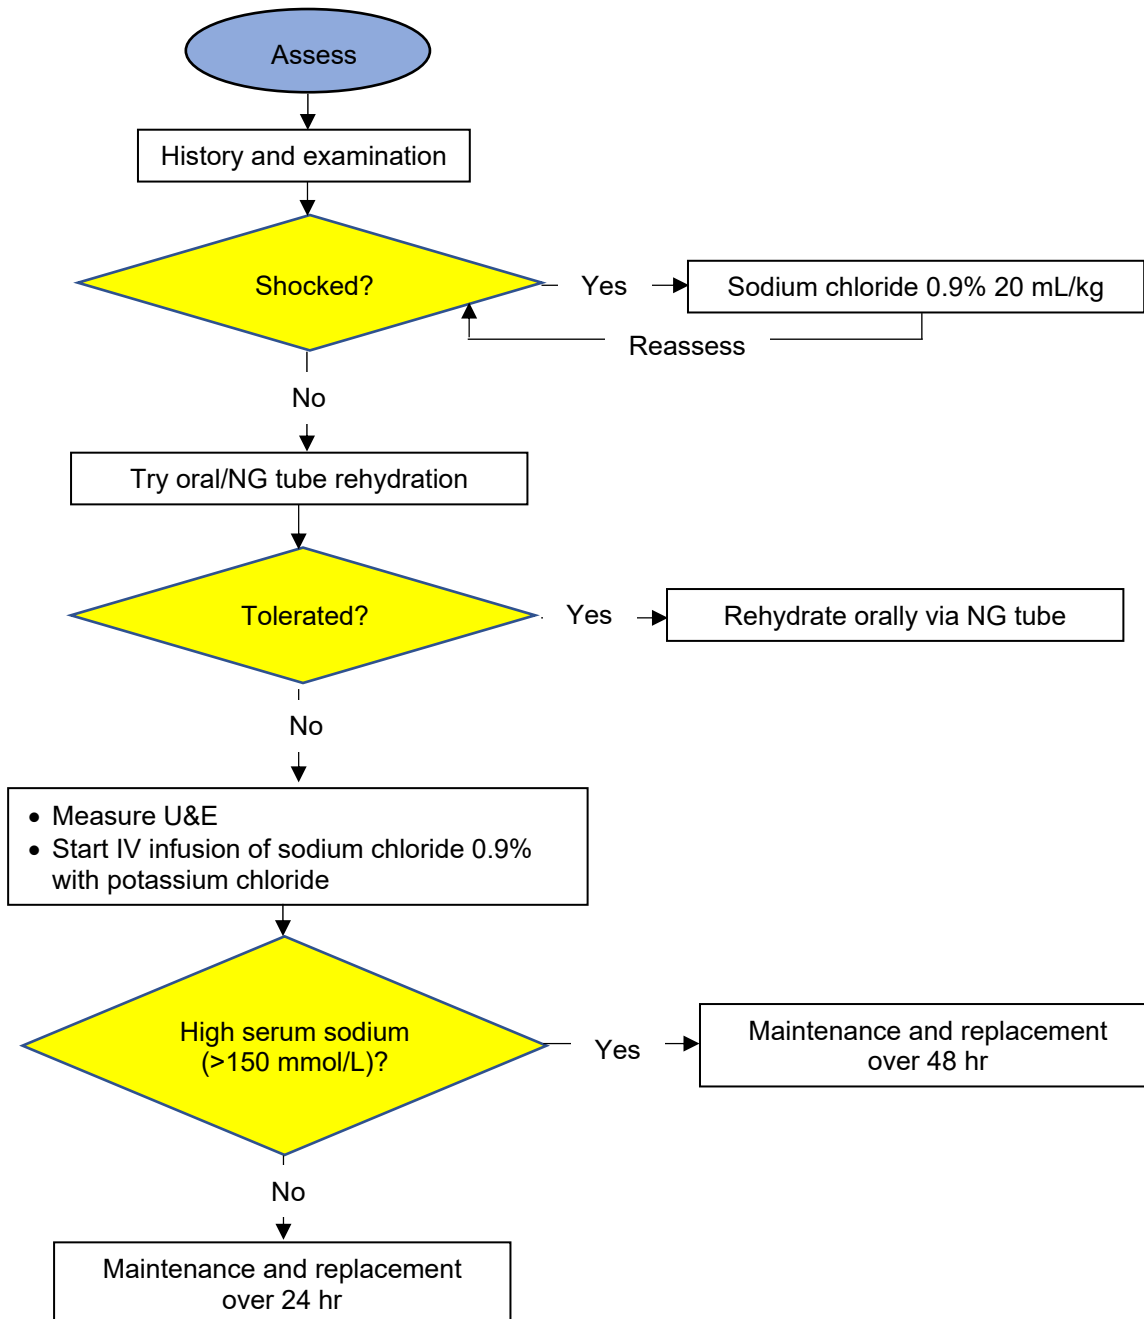 Assess
History and examination
Shocked?
Yes
Sodium chloride 0.9% 20 mL/kg
Reassess
No
Try oral/NG tube rehydration
Tolerated?
Yes
Rehydrate orally via NG tube
No
• Measure U&E
• Start IV infusion of sodium chloride 0.9%
with potassium chloride
High serum sodium
(>150 mmol/L)?
Yes
Maintenance and replacement
over 48 hr
No
Maintenance and replacement
over 24 hr